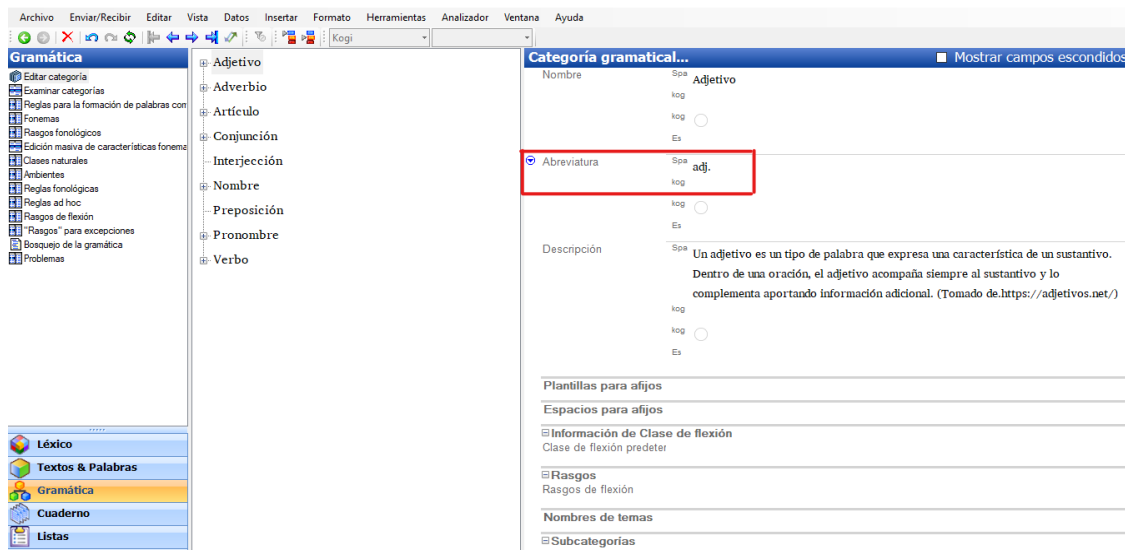 Archivo Enviar/Recibir Editar Vista Datos Insertar Formato Herramientas Analizador Ventana Ayuda
Kogi
Gramática
Editar categoría
Examinar categorías
Reglas para la formación de palabras com
Fonemas
Rasgos fonológicos
Edición masiva de características fonema
Clases naturales
Ambientes
Reglas fonológicas
Reglas ad hoc
Rasgos de flexión
"Rasgos" para excepciones
Bosquejo de la gramática
Problemas
Léxico
Textos & Palabras
Gramática
Cuaderno
Listas
Adjetivo
Adverbio
Artículo
Conjunción
Interjección
Nombre
Preposición
Pronombre
Verbo
Categoría gramatical... Mostrar campos escondidos
Nombre Spa Adjetivo
kog
kog
Es
Abreviatura Spa adj.
kog
kog
Es
Descripción Spa Un adjetivo es un tipo de palabra que expresa una característica de un sustantivo.
Dentro de una oración, el adjetivo acompaña siempre al sustantivo y lo
complementa aportando información adicional. (Tomado de.https://adjetivos.net/)
kog
kog
Es
Plantillas para afijos
Espacios para afijos
Información de Clase de flexión
Clase de flexión predeter
Rasgos
Rasgos de flexión
Nombres de temas
Subcategorías